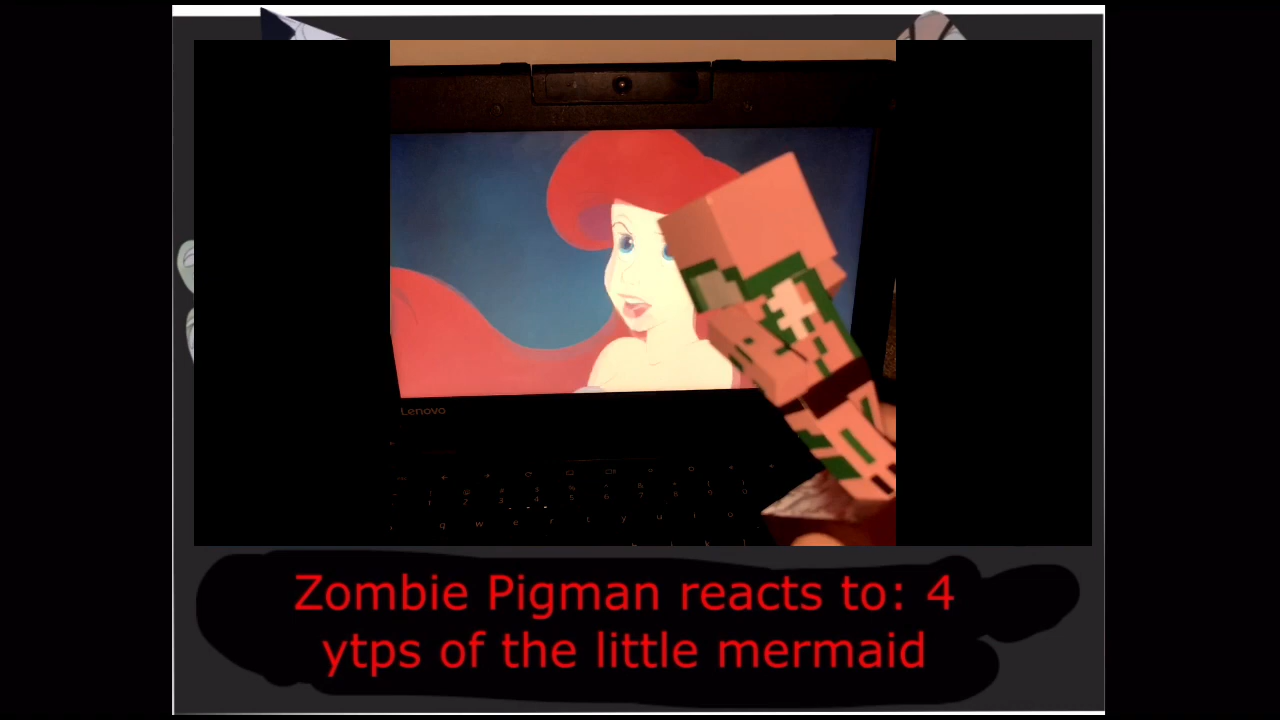 Lenovo
q w e r t y u i o
Zombie Pigman reacts to: 4
ytps of the little mermaid